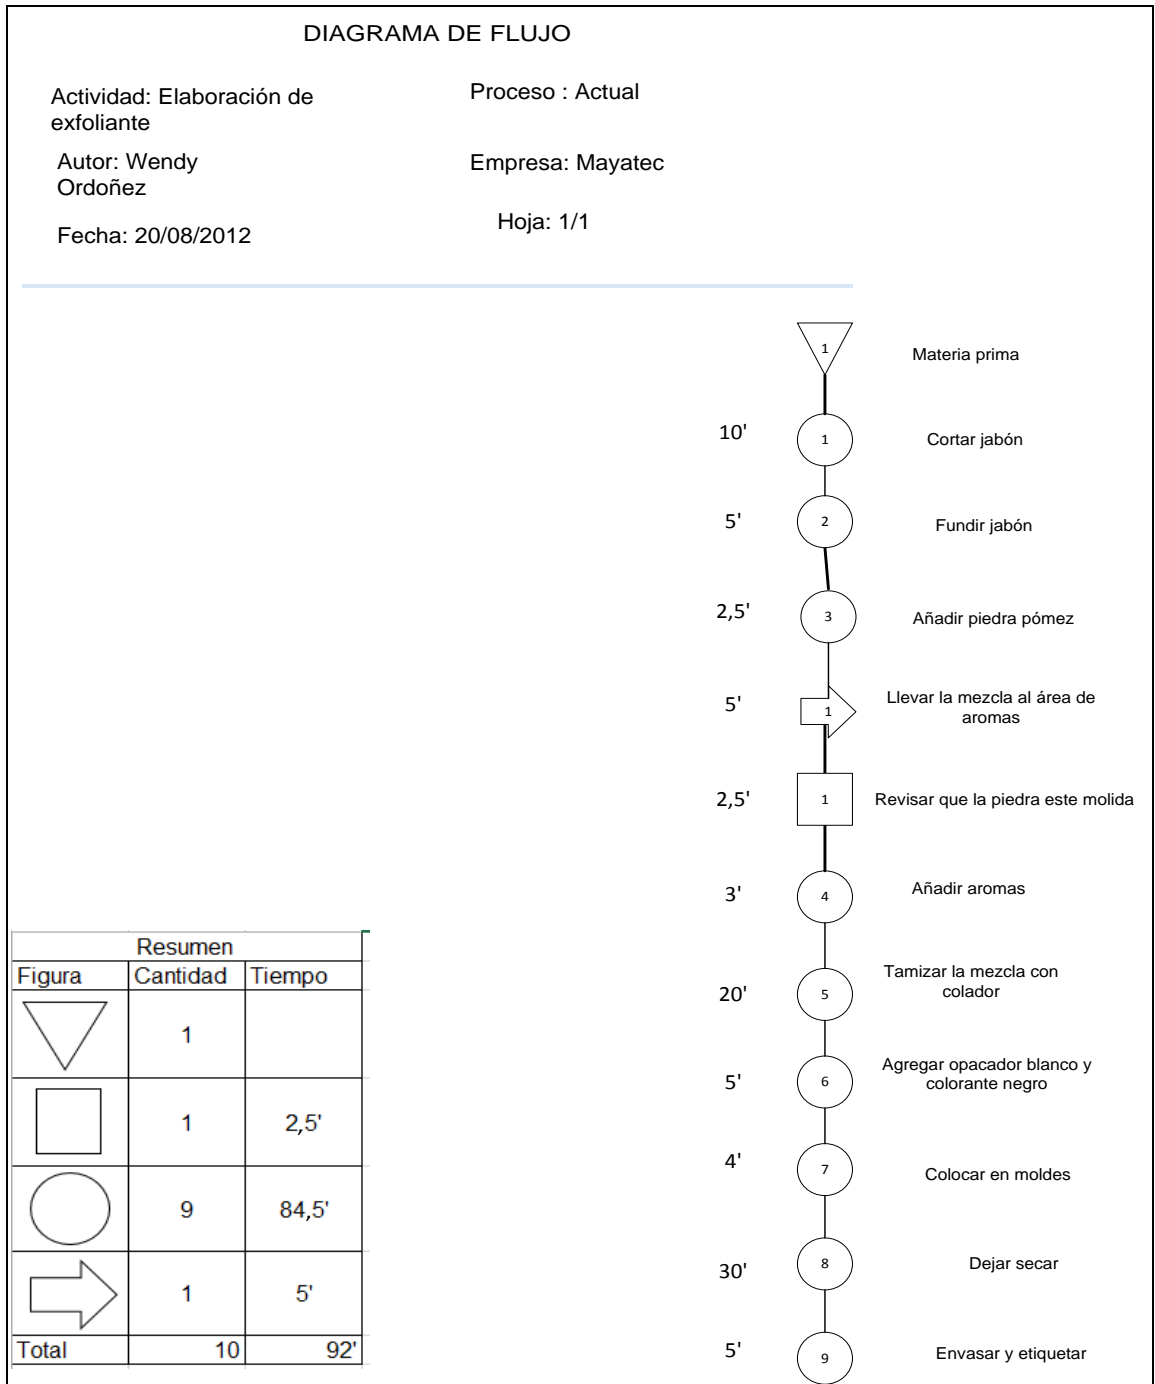 DIAGRAMA DE FLUJO
Actividad: Elaboración de
exfoliante
Proceso : Actual
Autor: Wendy
Ordoñez
Empresa: Mayatec
Fecha: 20/08/2012
Hoja: 1/1
1
Materia prima
10'
1
Cortar jabón
5'
2
Fundir jabón
2,5'
3
Añadir piedra pómez
5'
1
Llevar la mezcla al área de
aromas
2,5'
1
Revisar que la piedra este molida
3'
4
Añadir aromas
20'
5
Tamizar la mezcla con
colador
5'
6
Agregar opacador blanco y
colorante negro
4'
7
Colocar en moldes
30'
8
Dejar secar
5'
9
Envasar y etiquetar
Resumen
Figura Cantidad Tiempo
1
1 2,5'
9 84,5'
1 5'
Total 10 92'